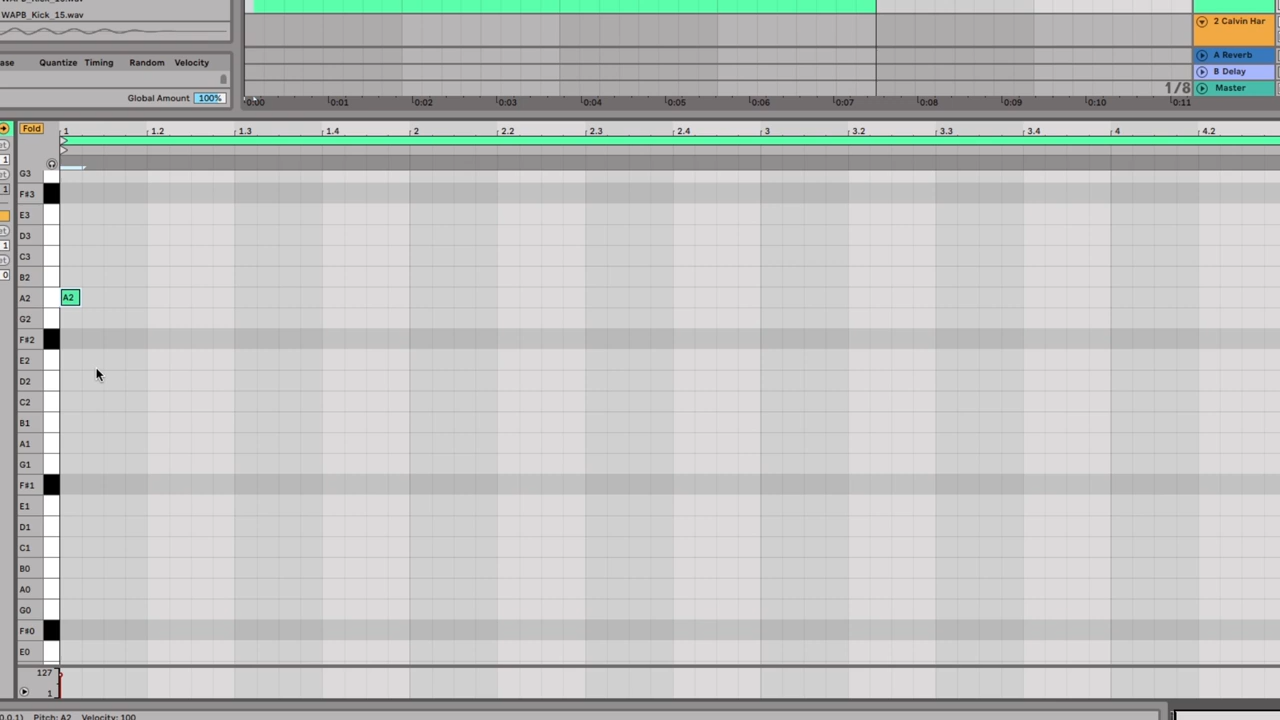 WAPB_Kick_15.wav
2 Calvin Har
ase Quantize Timing Random Velocity
A Reverb
B Delay
Global Amount 100%
1/8 Master
0:00 0:01 0:02 0:03 0:04 0:05 0:06 0:07 0:08 0:09 0:10 0:11
Fold 1 1.2 1.3 1.4 2 2.2 2.3 2.4 3 3.2 3.3 3.4 4 4.2
G3
F#3
E3
D3
C3
B2
A2 A2
G2
F#2
E2
D2
C2
B1
A1
G1
F#1
E1
D1
C1
B0
A0
G0
F#0
E0
127
1
0.0.1) Pitch: A2 Velocity: 100